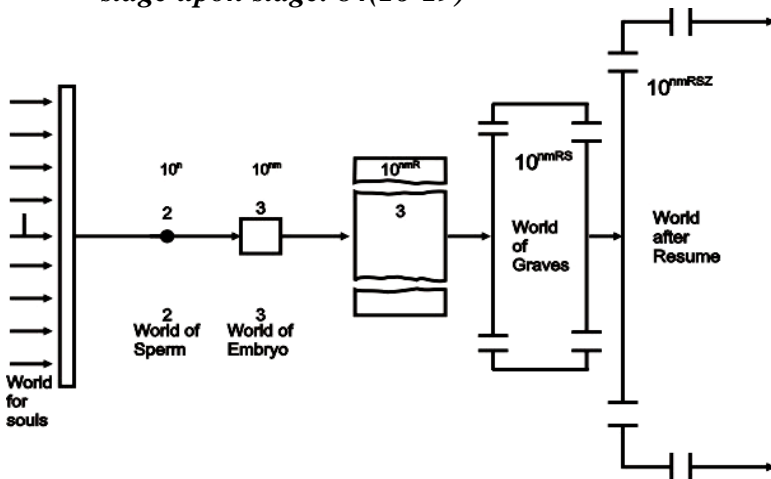 stage upon stage. 84(16-19)
10ⁿ
10ⁿᵐ
10ⁿᵐᴿ
10ⁿᵐᴿˢ
10ⁿᵐᴿˢᶻ
2
3
3
World
of
Graves
World
after
Resume
2
World of
Sperm
3
World of
Embryo
World
for
souls